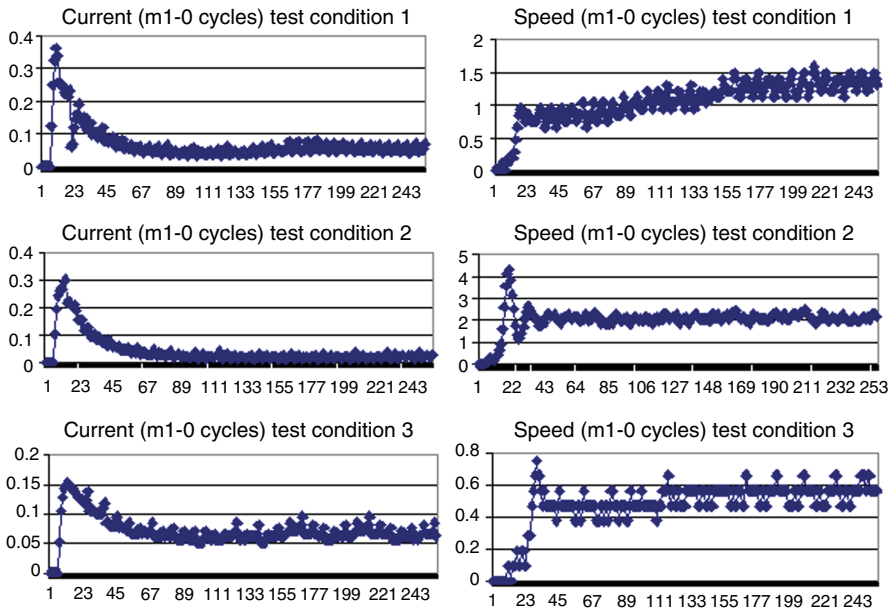 Current (m1-0 cycles) test condition 1
0.4
0.3
0.2
0.1
0
1 23 45 67 89 111 133 155 177 199 221 243
Speed (m1-0 cycles) test condition 1
2
1.5
1
0.5
0
1 23 45 67 89 111 133 155 177 199 221 243
Current (m1-0 cycles) test condition 2
0.4
0.3
0.2
0.1
0
1 23 45 67 89 111 133 155 177 199 221 243
Speed (m1-0 cycles) test condition 2
5
4
3
2
1
0
1 22 43 64 85 106 127 148 169 190 211 232 253
Current (m1-0 cycles) test condition 3
0.2
0.15
0.1
0.05
0
1 23 45 67 89 111 133 155 177 199 221 243
Speed (m1-0 cycles) test condition 3
0.8
0.6
0.4
0.2
0
1 23 45 67 89 111 133 155 177 199 221 243